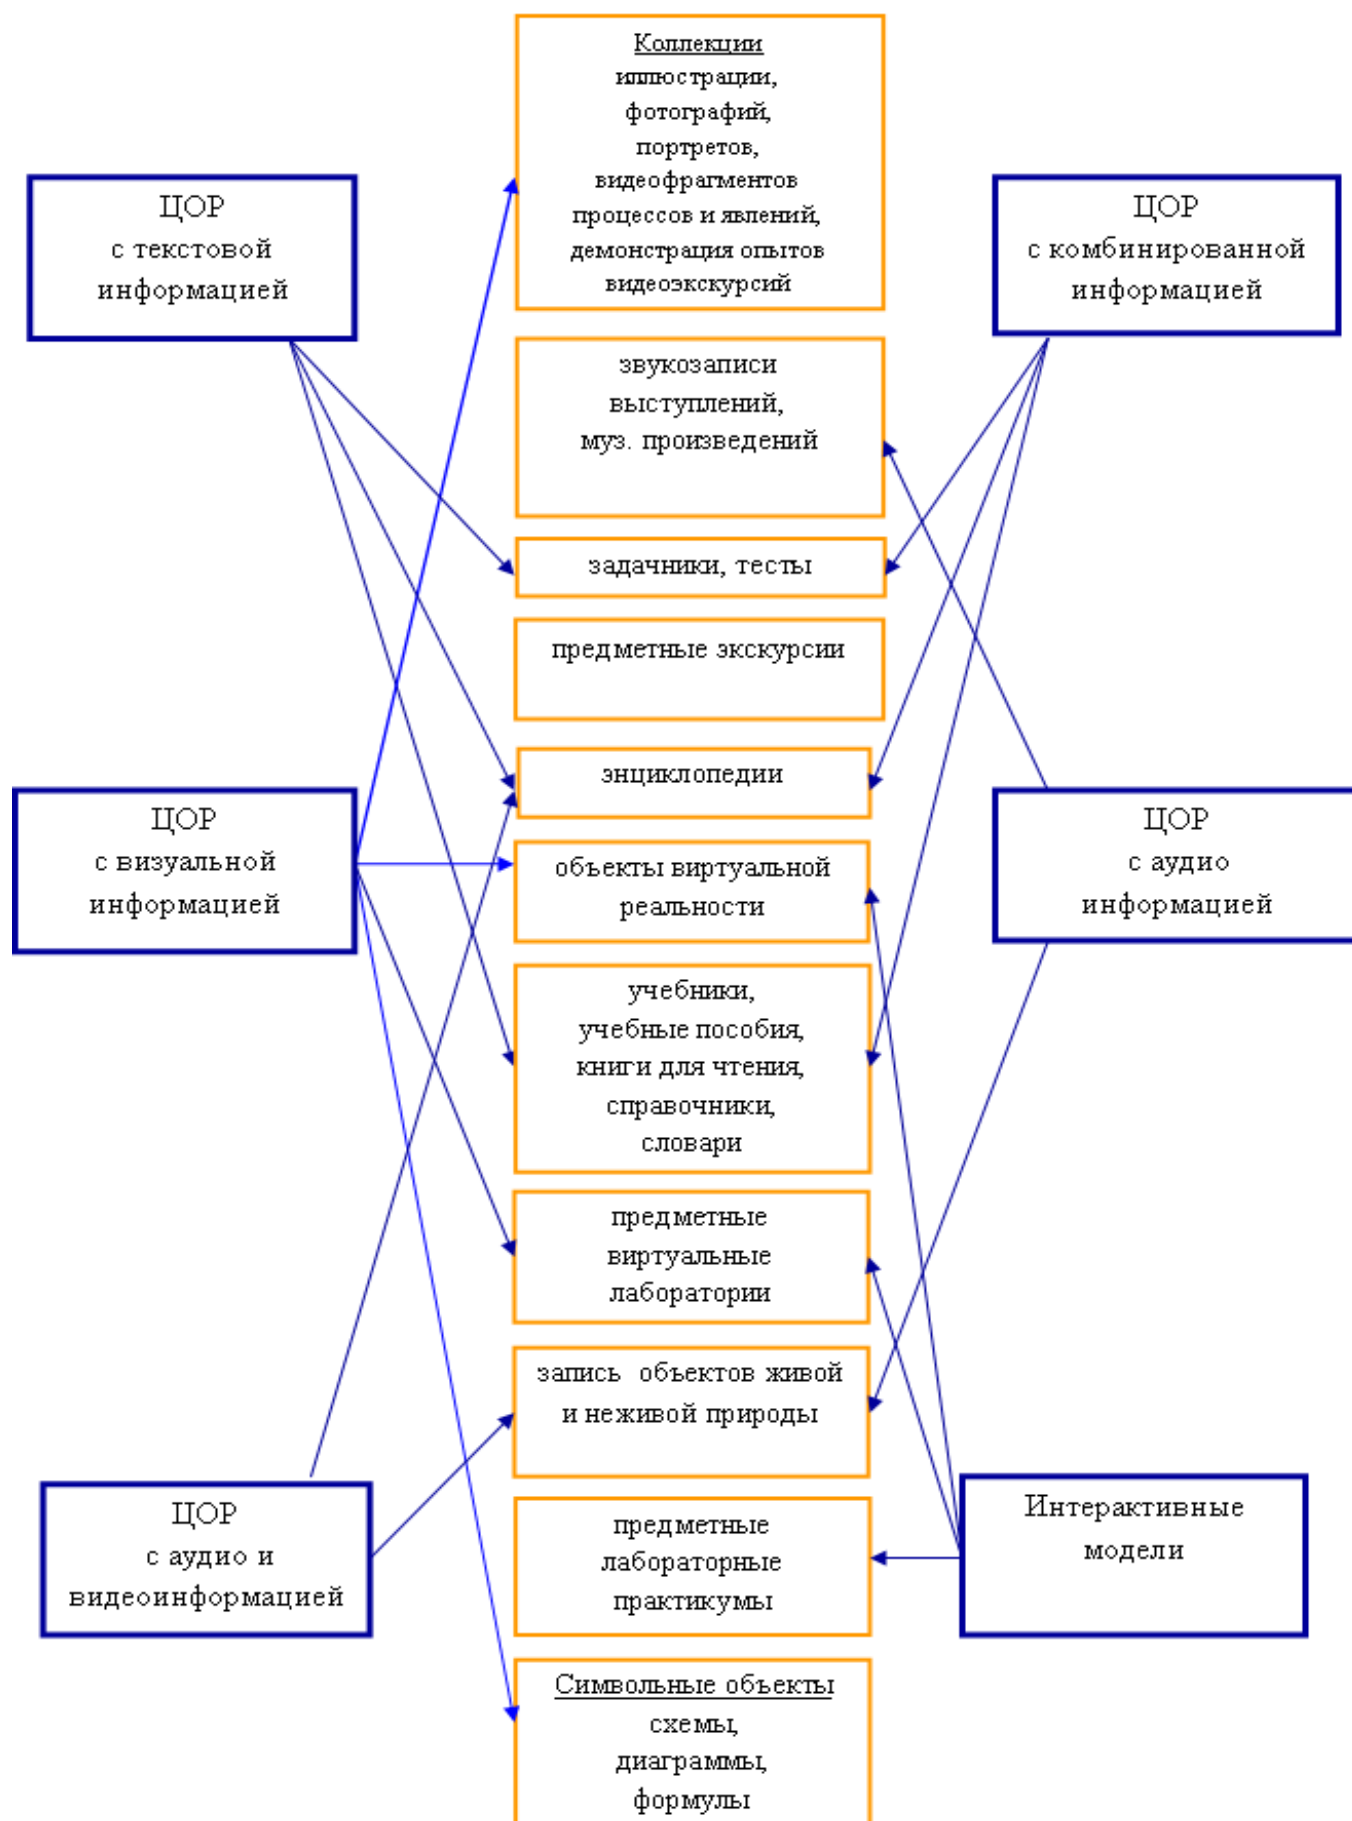 Коллекции
иллюстрации,
фотографий,
портретов,
видеофрагментов
процессов и явлений,
демонстрация опытов
видеоэкскурсий
ЦОР
с текстовой
информацией
ЦОР
с комбинированной
информацией
звукозаписи
выступлений,
муз. произведений
задачники, тесты
предметные экскурсии
энциклопедии
ЦОР
с визуальной
информацией
ЦОР
с аудио
информацией
объекты виртуальной
реальности
учебники,
учебные пособия,
книги для чтения,
справочники,
словари
предметные
виртуальные
лаборатории
запись объектов живой
и неживой природы
ЦОР
с аудио и
видеоинформацией
предметные
лабораторные
практикумы
Интерактивные
модели
Символьные объекты
схемы,
диаграммы,
формулы